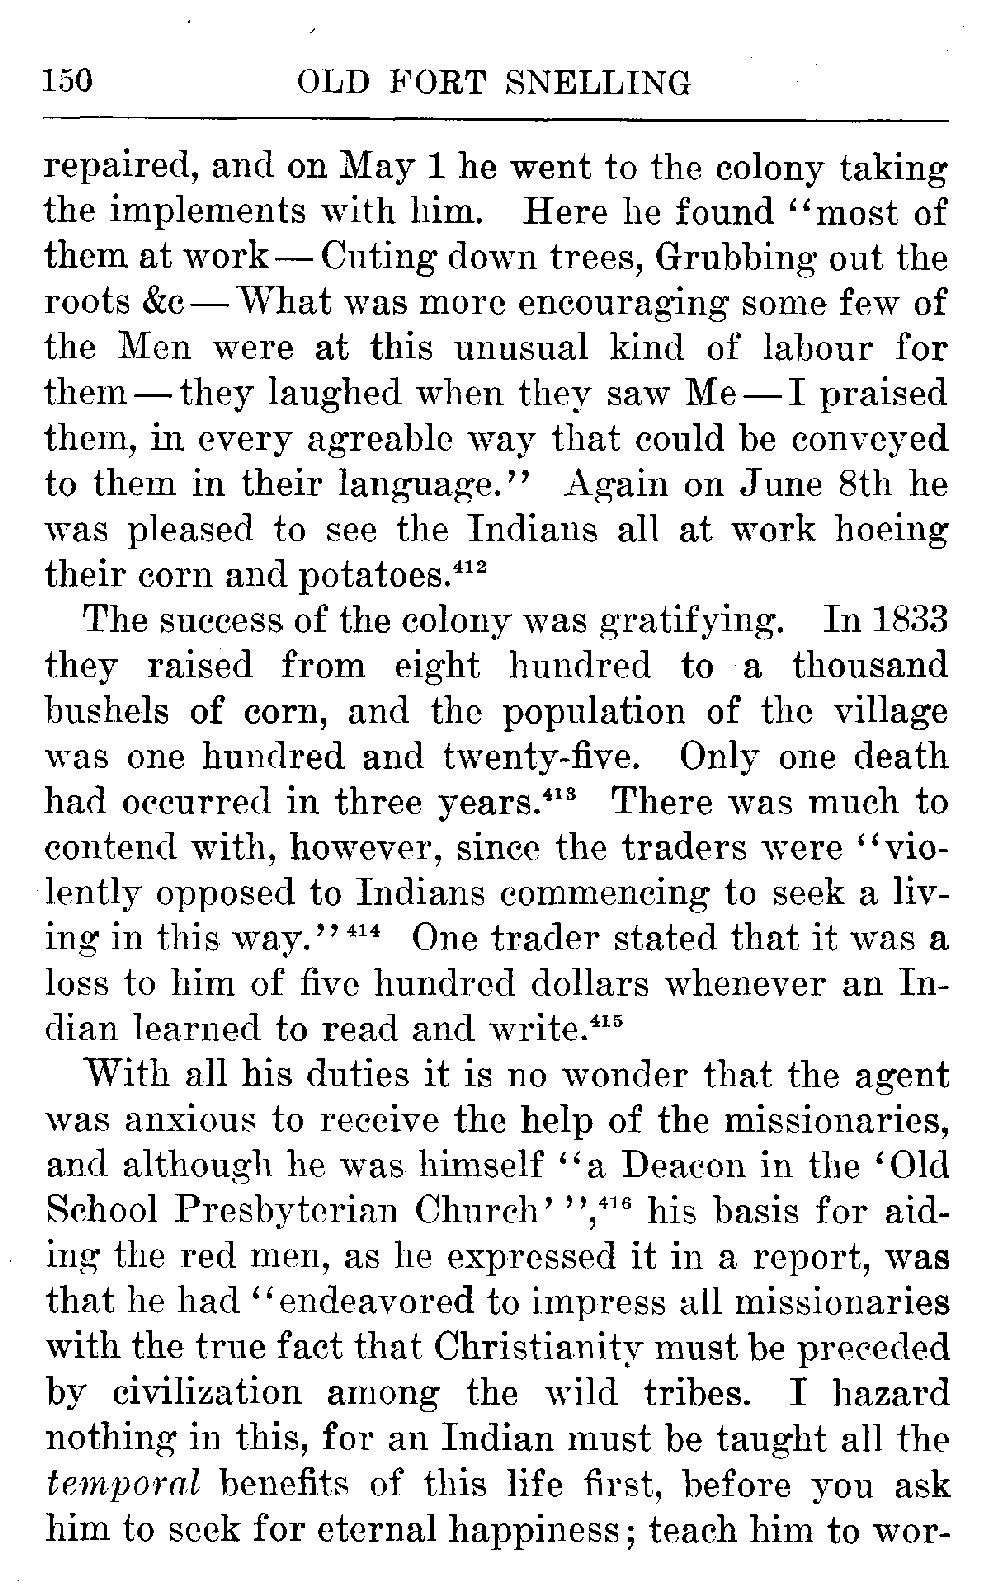 150 OLD FORT SNELLING
repaired, and on May 1 he went to the colony taking
the implements with him. Here he found "most of
them at work—Cuting down trees, Grubbing out the
roots &c—What was more encouraging some few of
the Men were at this unusual kind of labour for
them—they laughed when they saw Me—I praised
them, in every agreable way that could be conveyed
to them in their language." Again on June 8th he
was pleased to see the Indians all at work hoeing
their corn and potatoes.⁴¹²
The success of the colony was gratifying. In 1833
they raised from eight hundred to a thousand
bushels of corn, and the population of the village
was one hundred and twenty-five. Only one death
had occurred in three years.⁴¹³ There was much to
contend with, however, since the traders were "vio-
lently opposed to Indians commencing to seek a liv-
ing in this way."⁴¹⁴ One trader stated that it was a
loss to him of five hundred dollars whenever an In-
dian learned to read and write.⁴¹⁵
With all his duties it is no wonder that the agent
was anxious to receive the help of the missionaries,
and although he was himself "a Deacon in the 'Old
School Presbyterian Church' ",⁴¹⁶ his basis for aid-
ing the red men, as he expressed it in a report, was
that he had "endeavored to impress all missionaries
with the true fact that Christianity must be preceded
by civilization among the wild tribes. I hazard
nothing in this, for an Indian must be taught all the
temporal benefits of this life first, before you ask
him to seek for eternal happiness; teach him to wor-